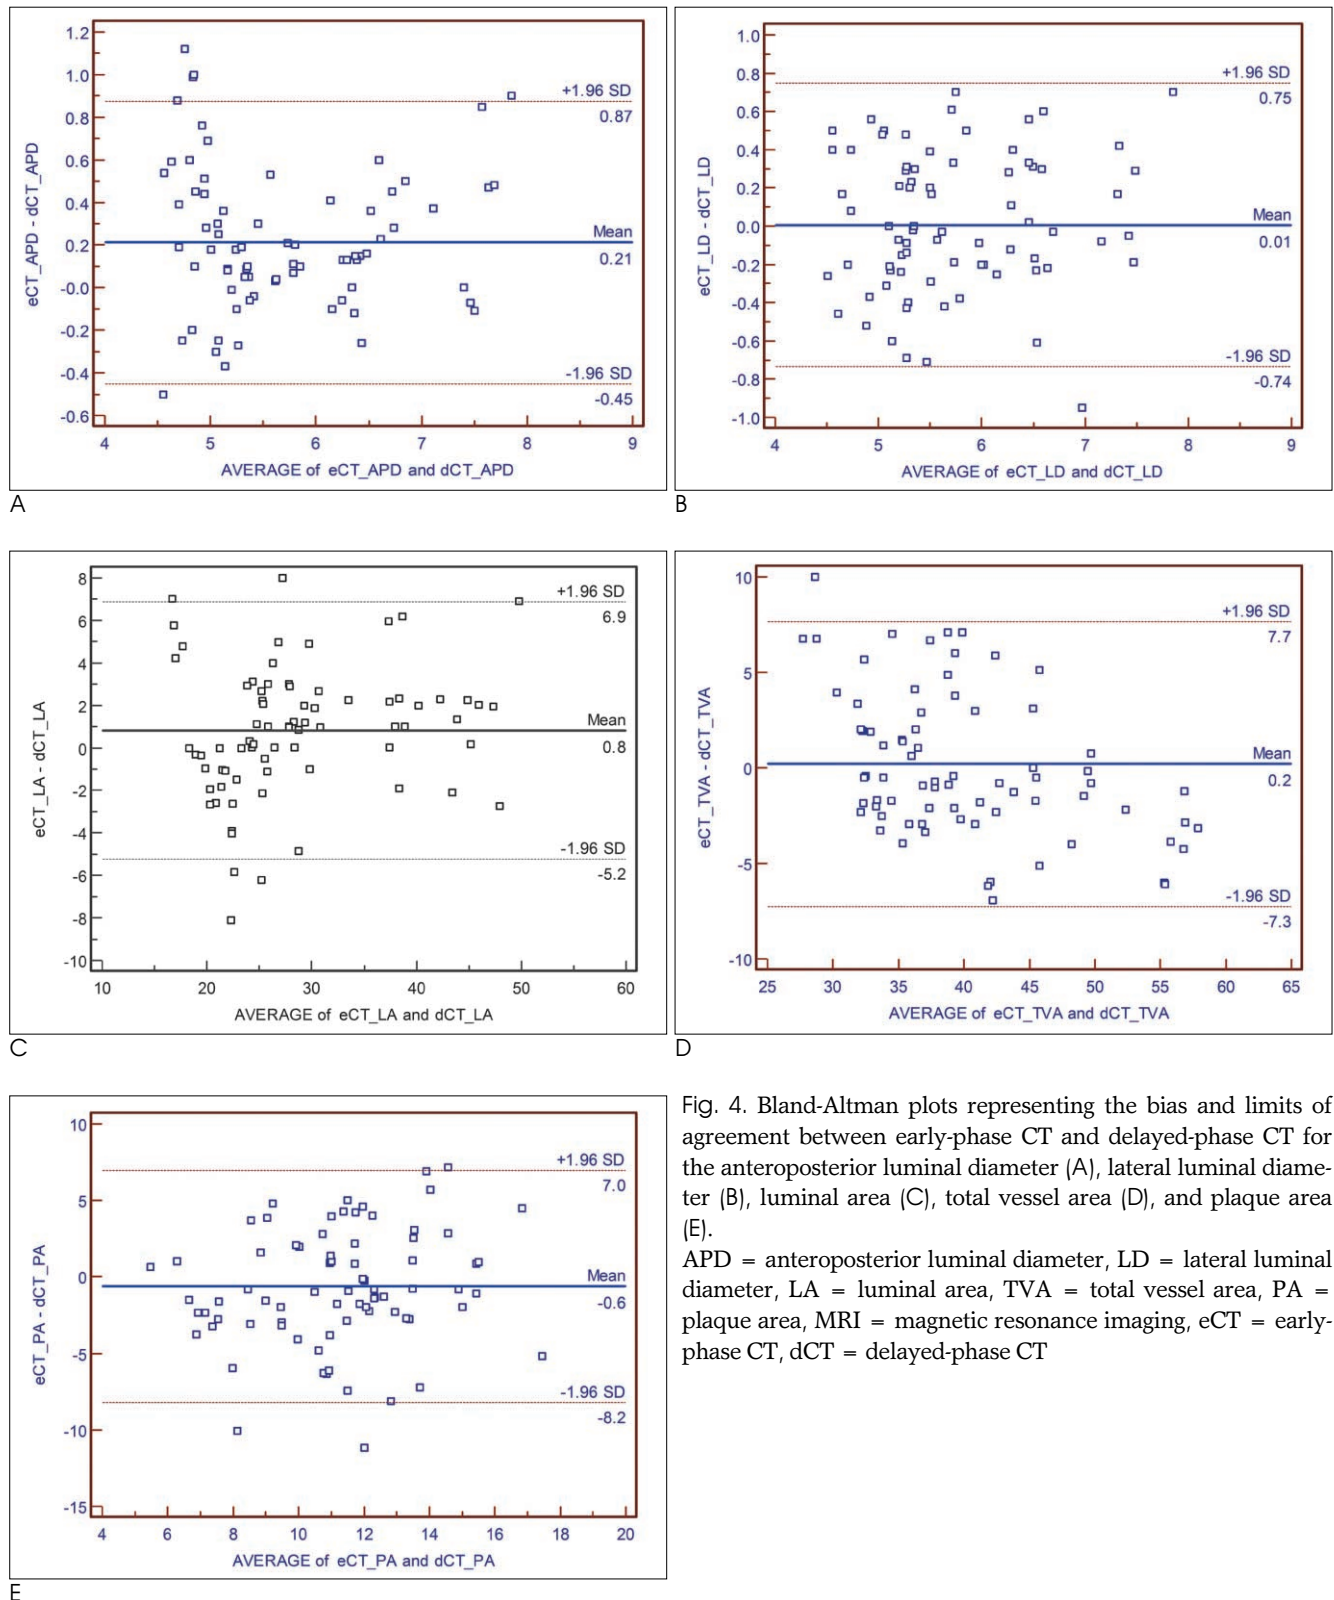 1.2
1.0
0.8
0.6
0.4
0.2
-0.0
-0.2
-0.4
-0.6
eCT_APD - dCT_APD
+1.96 SD
0.87
Mean
0.21
-1.96 SD
-0.45
4 5 6 7 8 9
AVERAGE of eCT_APD and dCT_APD
A
1.0
0.8
0.6
0.4
0.2
0.0
-0.2
-0.4
-0.6
-0.8
-1.0
eCT_LD - dCT_LD
+1.96 SD
0.75
Mean
0.01
-1.96 SD
-0.74
4 5 6 7 8 9
AVERAGE of eCT_LD and dCT_LD
B
8
6
4
2
0
-2
-4
-6
-8
-10
eCT_LA - dCT_LA
+1.96 SD
6.9
Mean
0.8
-1.96 SD
-5.2
10 20 30 40 50 60
AVERAGE of eCT_LA and dCT_LA
C
10
5
0
-5
-10
eCT_TVA - dCT_TVA
+1.96 SD
7.7
Mean
0.2
-1.96 SD
-7.3
25 30 35 40 45 50 55 60 65
AVERAGE of eCT_TVA and dCT_TVA
D
10
5
0
-5
-10
-15
eCT_PA - dCT_PA
+1.96 SD
7.0
Mean
-0.6
-1.96 SD
-8.2
4 6 8 10 12 14 16 18 20
AVERAGE of eCT_PA and dCT_PA
E
Fig. 4. Bland-Altman plots representing the bias and limits of
agreement between early-phase CT and delayed-phase CT for
the anteroposterior luminal diameter (A), lateral luminal diame-
ter (B), luminal area (C), total vessel area (D), and plaque area
(E).
APD = anteroposterior luminal diameter, LD = lateral luminal
diameter, LA = luminal area, TVA = total vessel area, PA =
plaque area, MRI = magnetic resonance imaging, eCT = early-
phase CT, dCT = delayed-phase CT